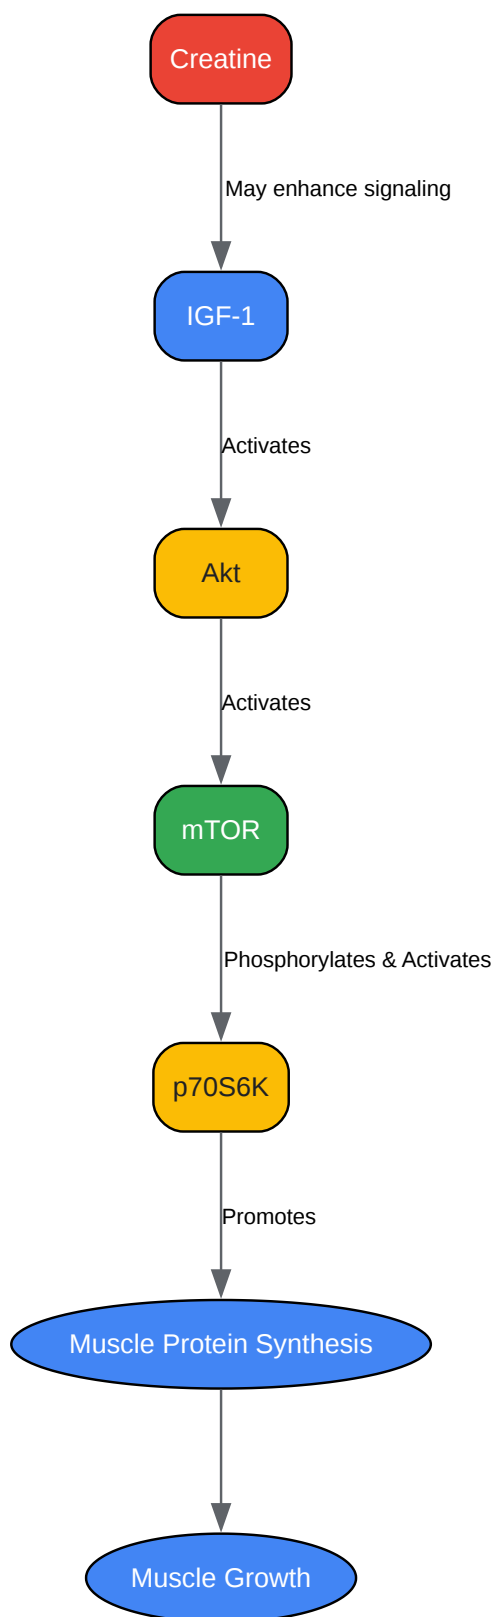 Creatine
May enhance signaling
IGF-1
Activates
Akt
Activates
mTOR
Phosphorylates & Activates
p70S6K
Promotes
Muscle Protein Synthesis
Muscle Growth